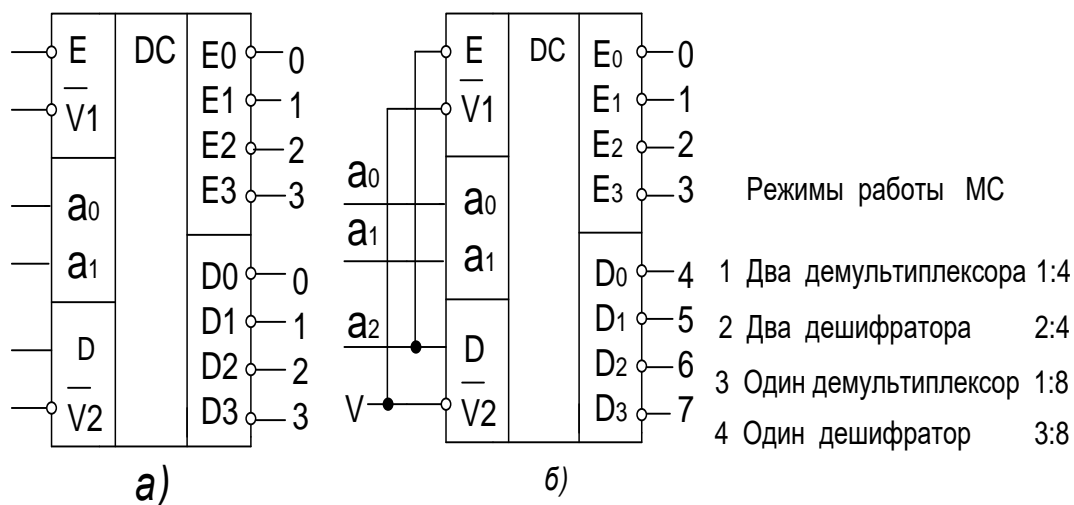 E DC E0 0
V1 E1 1
E2 2
a0 E3 3
a1 D0 0
D D1 1
V2 D2 2
D3 3
а)
E DC E0 0
V1 E1 1
E2 2
a0 a0 E3 3
a1 a1 D0 4
a2 D D1 5
D2 6
V V2 D3 7
б)
Режимы работы МС
1 Два демультиплексора 1:4
2 Два дешифратора 2:4
3 Один демультиплексор 1:8
4 Один дешифратор 3:8